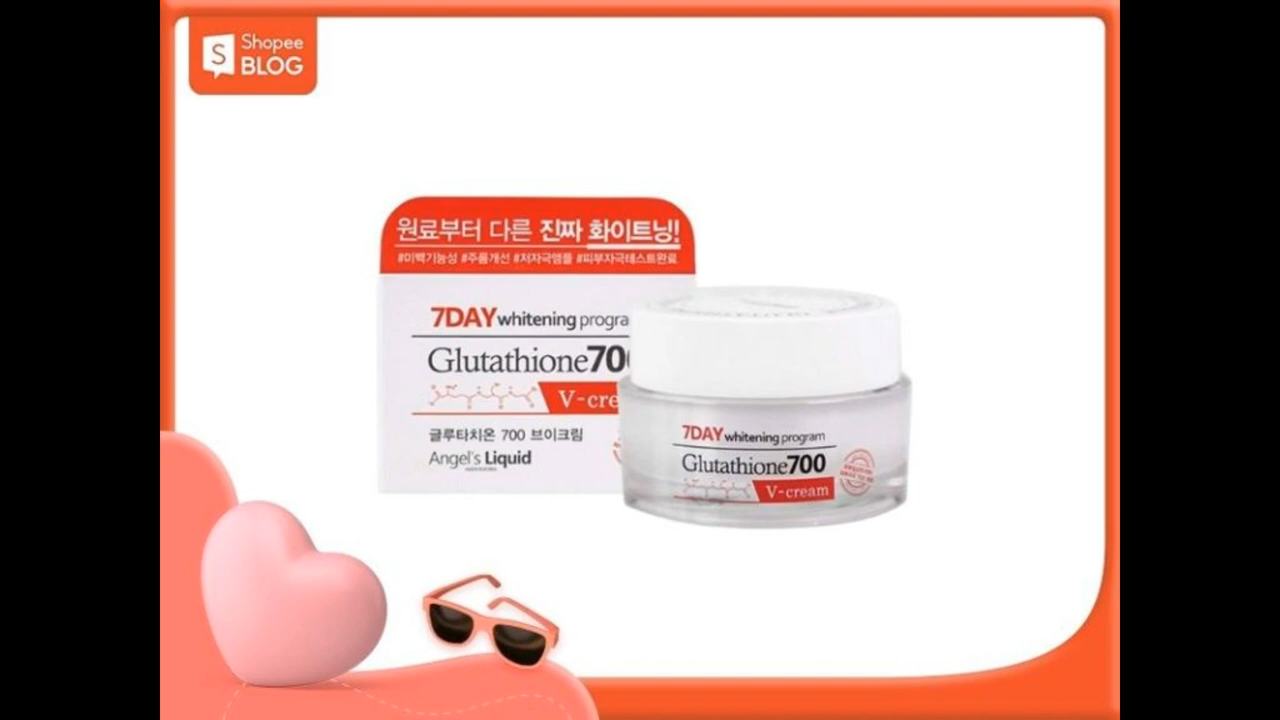 Shopee
BLOG
원료부터 다른 진짜 화이트닝!
#미백기능성 #주름개선 #저자극앰플 #피부자극테스트완료
7DAY whitening progra
Glutathione700
V-cre
글루타치온 700 브이크림
Angel's Liquid
7DAY whitening program
Glutathione700
V-cream